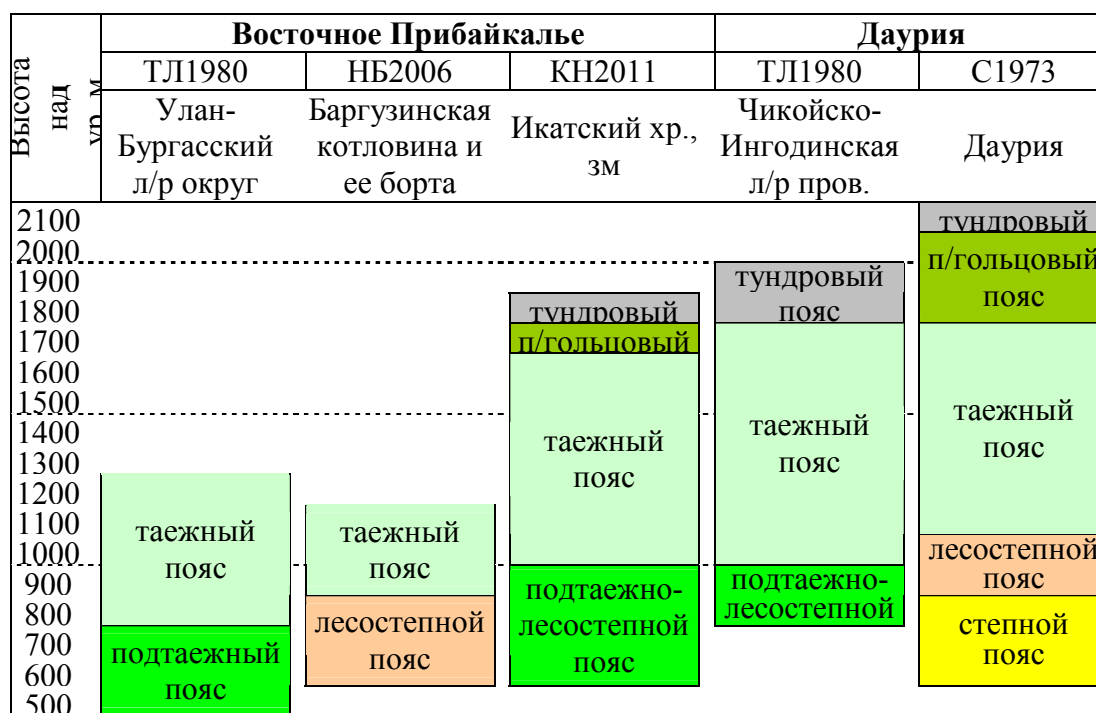 Высота
над
ур. м
Восточное Прибайкалье
Даурия
ТЛ1980
НБ2006
КН2011
ТЛ1980
С1973
Улан-
Бургасский
л/р округ
Баргузинская
котловина и
ее борта
Икатский хр.,
зм
Чикойско-
Ингодинская
л/р пров.
Даурия
2100
2000
1900
1800
1700
1600
1500
1400
1300
1200
1100
1000
900
800
700
600
500
таежный
пояс
подтаежный
пояс
таежный
пояс
лесостепной
пояс
тундровый
п/гольцовый
таежный
пояс
подтаежно-
лесостепной
пояс
тундровый
пояс
таежный
пояс
подтаежно-
лесостепной
тундровый
п/гольцовый
пояс
таежный
пояс
лесостепной
пояс
степной
пояс